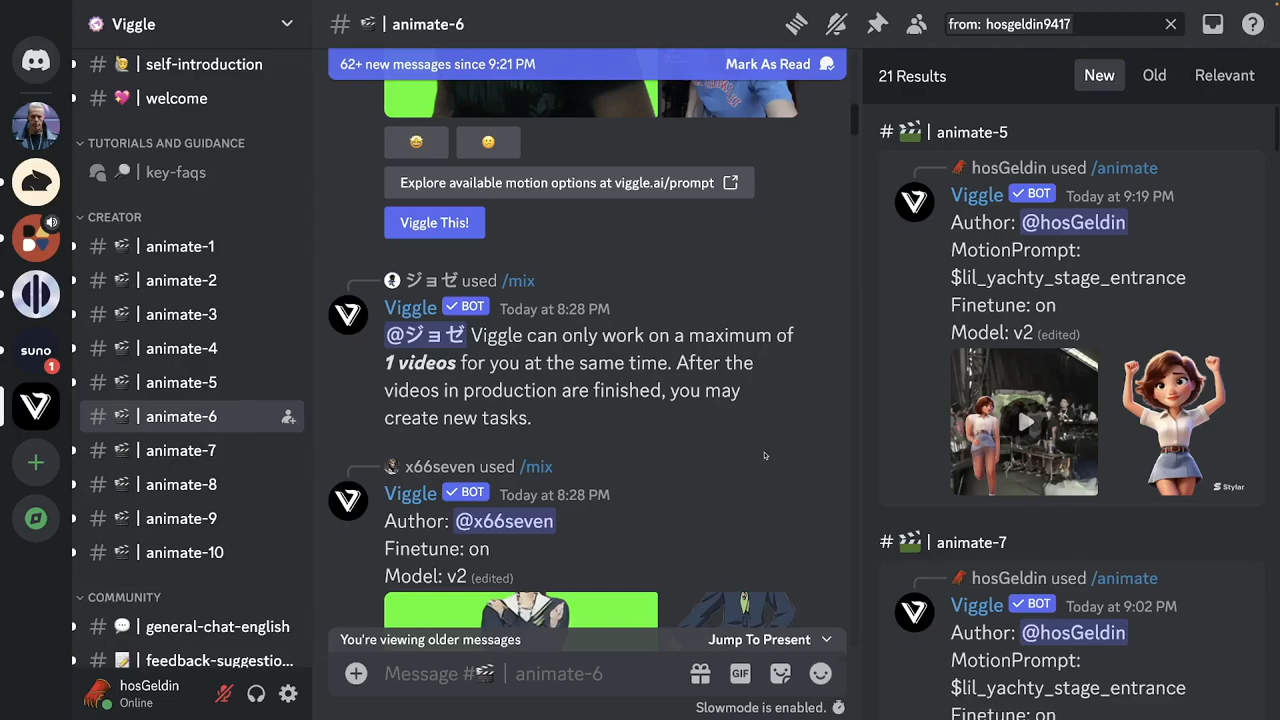 Viggle
# | animate-6
from: hosgeldin9417
self-introduction
welcome
TUTORIALS AND GUIDANCE
key-faqs
CREATOR
# | animate-1
# | animate-2
# | animate-3
# | animate-4
# | animate-5
# | animate-6
# | animate-7
# | animate-8
# | animate-9
# | animate-10
COMMUNITY
# | general-chat-english
# | feedback-suggestio...
hosGeldin
Online
suno
1
62+ new messages since 9:21 PM
Mark As Read
Explore available motion options at viggle.ai/prompt
Viggle This!
ジョゼ used /mix
Viggle ✓ BOT Today at 8:28 PM
@ジョゼ Viggle can only work on a maximum of
1 videos for you at the same time. After the
videos in production are finished, you may
create new tasks.
x66seven used /mix
Viggle ✓ BOT Today at 8:28 PM
Author: @x66seven
Finetune: on
Model: v2 (edited)
You're viewing older messages
Jump To Present
Message # | animate-6
GIF
Slowmode is enabled.
21 Results
New
Old
Relevant
# | animate-5
hosGeldin used /animate
Viggle ✓ BOT Today at 9:19 PM
Author: @hosGeldin
MotionPrompt:
$lil_yachty_stage_entrance
Finetune: on
Model: v2 (edited)
Stylar
# | animate-7
hosGeldin used /animate
Viggle ✓ BOT Today at 9:02 PM
Author: @hosGeldin
MotionPrompt:
$lil_yachty_stage_entrance
Finetune: on